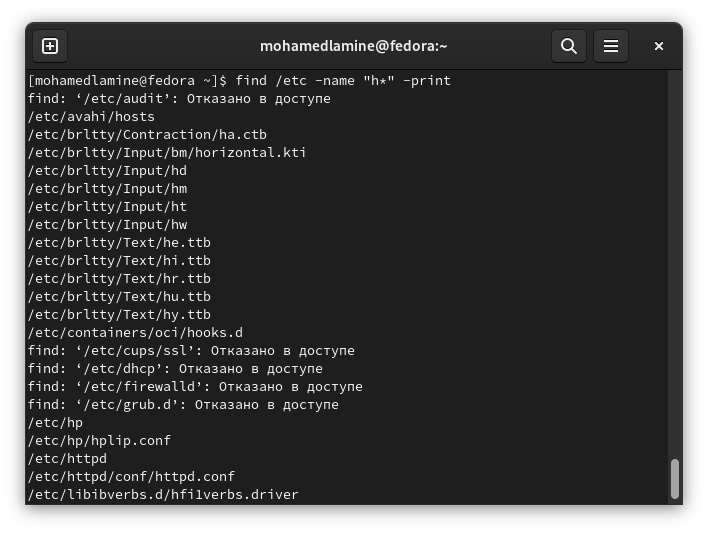 mohamedlamine@fedora:~
[mohamedlamine@fedora ~]$ find /etc -name "h*" -print
find: ‘/etc/audit’: Отказано в доступе
/etc/avahi/hosts
/etc/brltty/Contraction/ha.ctb
/etc/brltty/Input/bm/horizontal.kti
/etc/brltty/Input/hd
/etc/brltty/Input/hm
/etc/brltty/Input/ht
/etc/brltty/Input/hw
/etc/brltty/Text/he.ttb
/etc/brltty/Text/hi.ttb
/etc/brltty/Text/hr.ttb
/etc/brltty/Text/hu.ttb
/etc/brltty/Text/hy.ttb
/etc/containers/oci/hooks.d
find: ‘/etc/cups/ssl’: Отказано в доступе
find: ‘/etc/dhcp’: Отказано в доступе
find: ‘/etc/firewalld’: Отказано в доступе
find: ‘/etc/grub.d’: Отказано в доступе
/etc/hp
/etc/hp/hplip.conf
/etc/httpd
/etc/httpd/conf/httpd.conf
/etc/libibverbs.d/hfi1verbs.driver